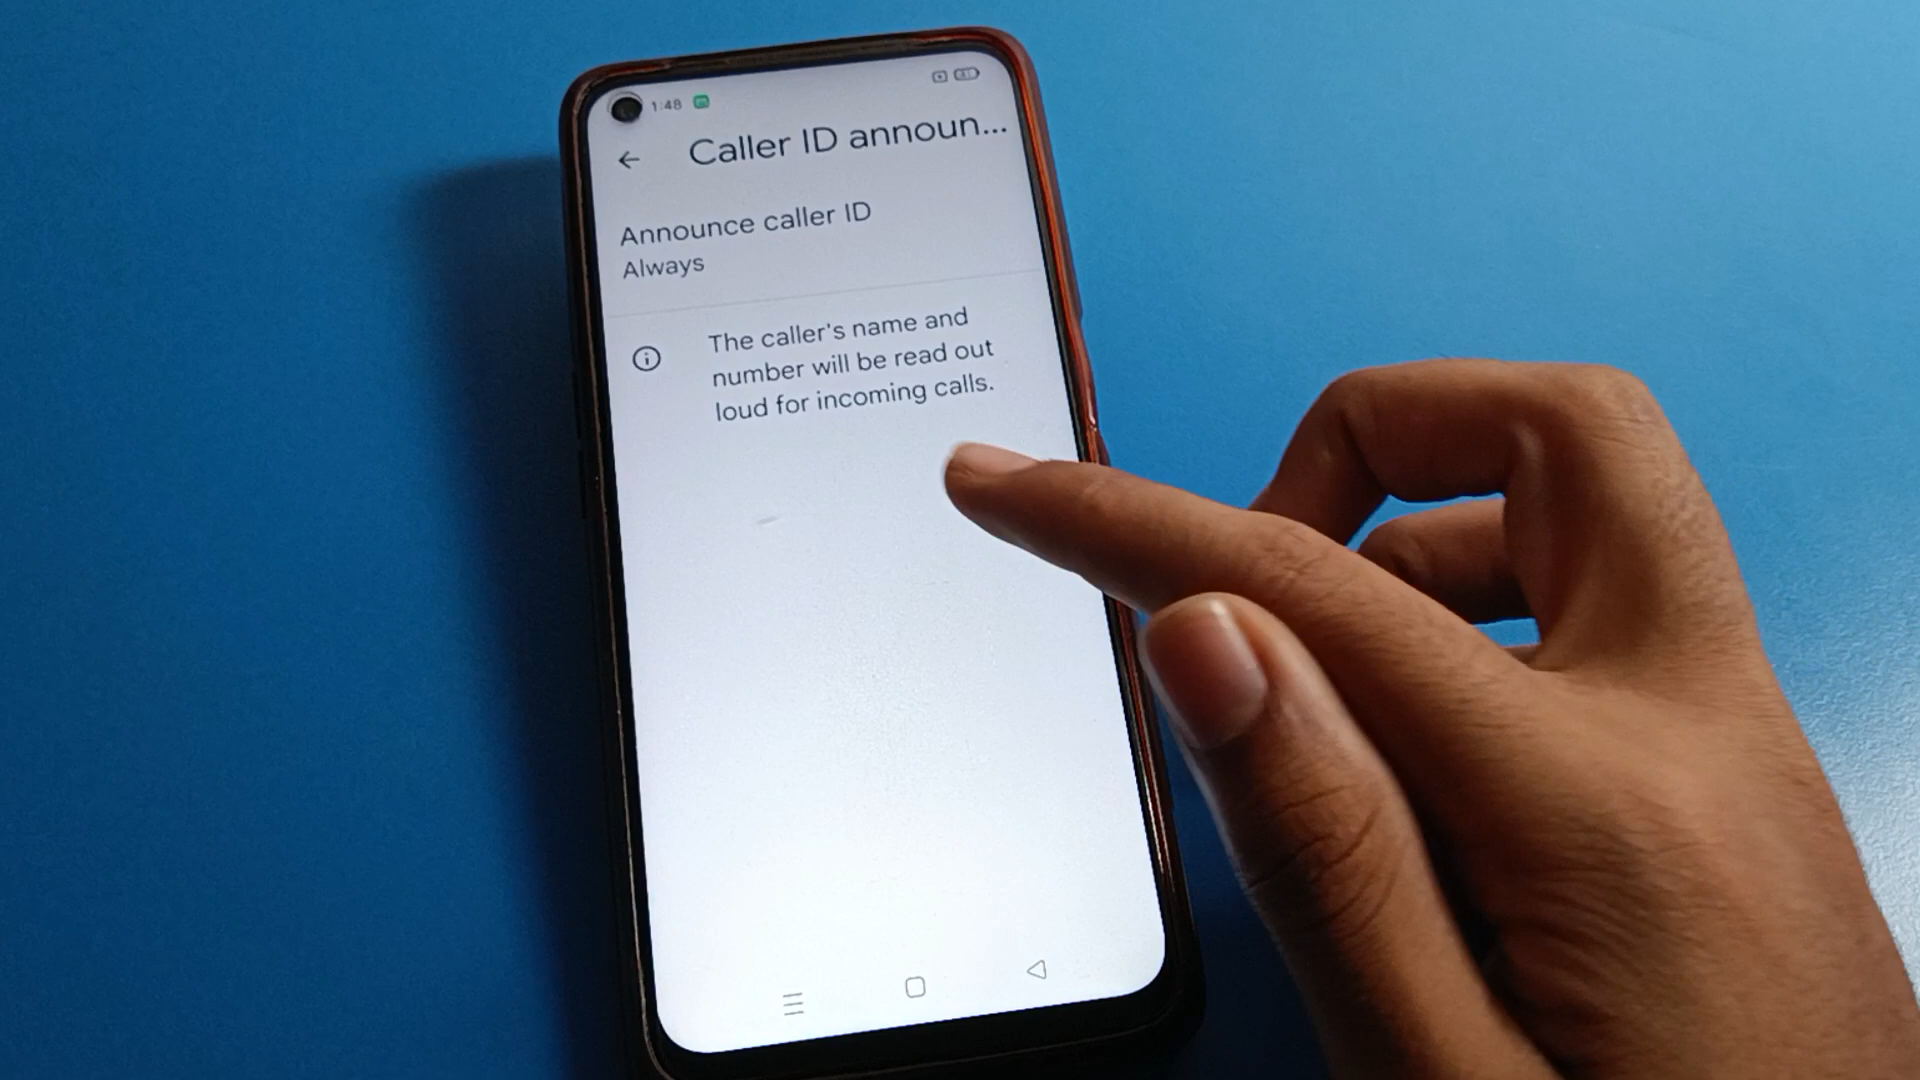 1:48
Caller ID announ...
Announce caller ID
Always
The caller's name and
number will be read out
loud for incoming calls.